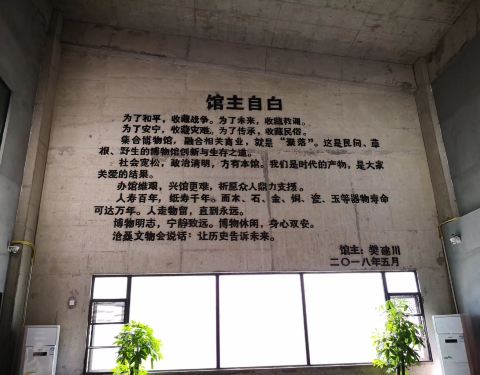 馆主自白
为了和平，收藏战争。为了未来，收藏教训。
为了安宁，收藏灾难。为了传承，收藏民俗。
集合博物馆，融合相关商业，就是“聚落”。这是民间、草
根、野生的博物馆创新与生存之道。
社会宽松，政治清明，方有本馆。我们是时代的产物，是大家
关爱的结果。
办馆维艰，兴馆更难，祈愿众人鼎力支撑。
人寿百年，纸寿千年。而木、石、金、铜、瓷、玉等器物寿命
可达万年。人走物留，直到永远。
博物明志，宁静致远。博物休闲，身心双安。
沧桑文物会说话：让历史告诉未来。
馆主：樊建川
二〇一八年五月